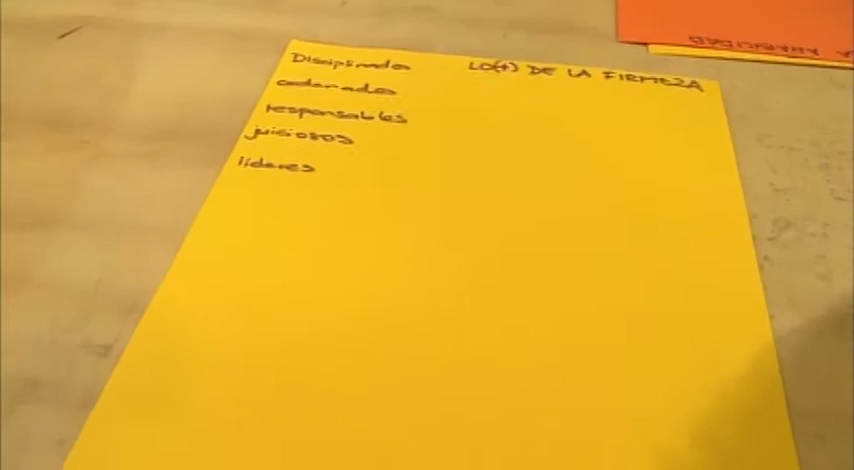 LO(+) DE LA FIRMEZA
Disciplinados
ordenados
responsables
juiciosos
lideres